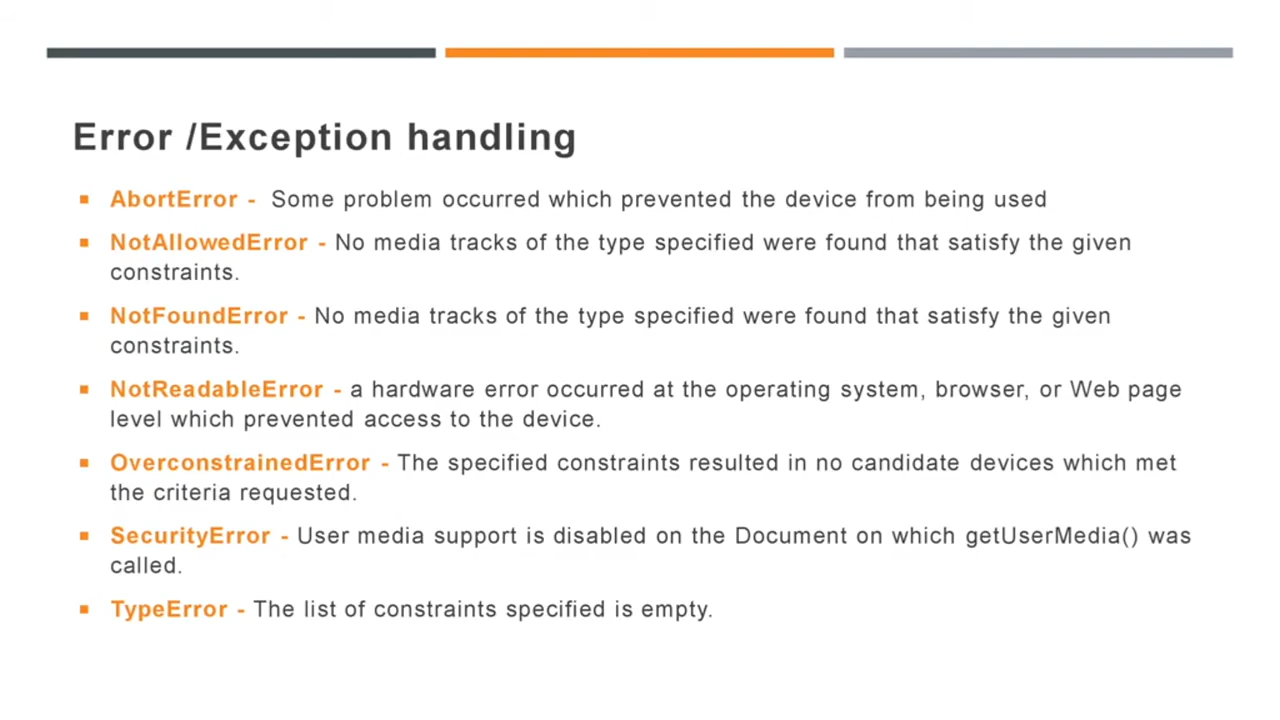 Error /Exception handling
AbortError - Some problem occurred which prevented the device from being used
NotAllowedError - No media tracks of the type specified were found that satisfy the given
constraints.
NotFoundError - No media tracks of the type specified were found that satisfy the given
constraints.
NotReadableError - a hardware error occurred at the operating system, browser, or Web page
level which prevented access to the device.
OverconstrainedError - The specified constraints resulted in no candidate devices which met
the criteria requested.
SecurityError - User media support is disabled on the Document on which getUserMedia() was
called.
TypeError - The list of constraints specified is empty.